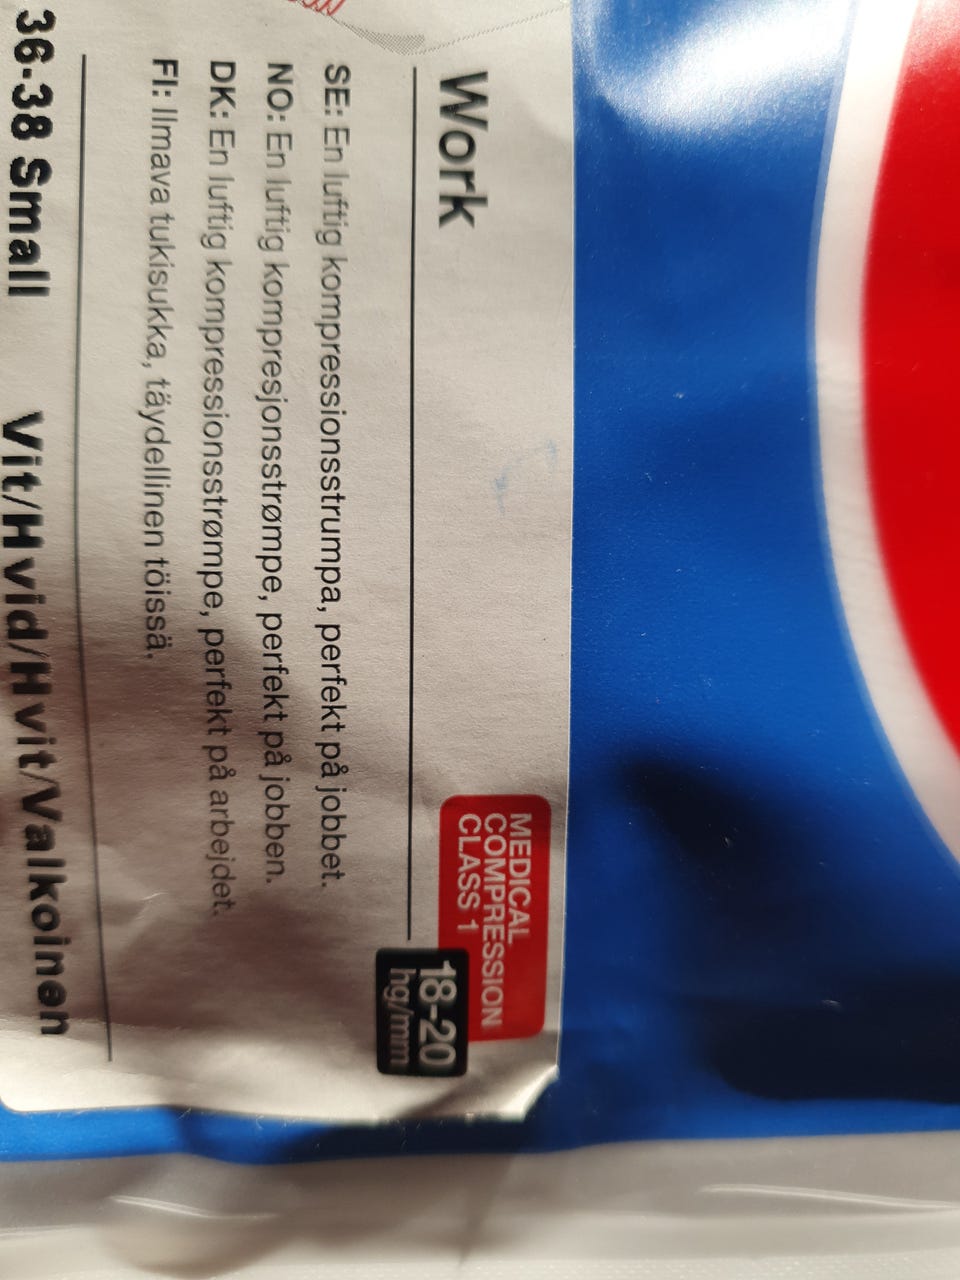 Work
MEDICAL
COMPRESSION
CLASS 1
18-20
hg/mm
SE: En luftig kompressionsstrumpa, perfekt på jobbet.
NO: En luftig kompresjonsstrømpe, perfekt på jobben.
DK: En luftig kompressionsstrømpe, perfekt på arbejdet.
FI: Ilmava tukisukka, täydellinen töissä.
36-38 Small Vit/Hvid/Hvit/Valkoinen